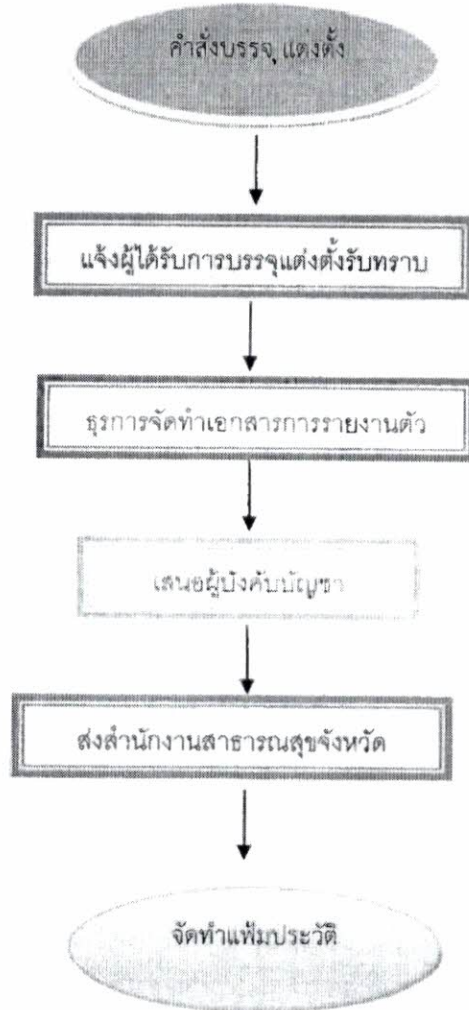 คำสั่งบรรจุ แต่งตั้ง
แจ้งผู้ได้รับการบรรจุแต่งตั้งรับทราบ
ธุรการจัดทำเอกสารการรายงานตัว
เสนอผู้บังคับบัญชา
ส่งสำนักงานสาธารณสุขจังหวัด
จัดทำแฟ้มประวัติ